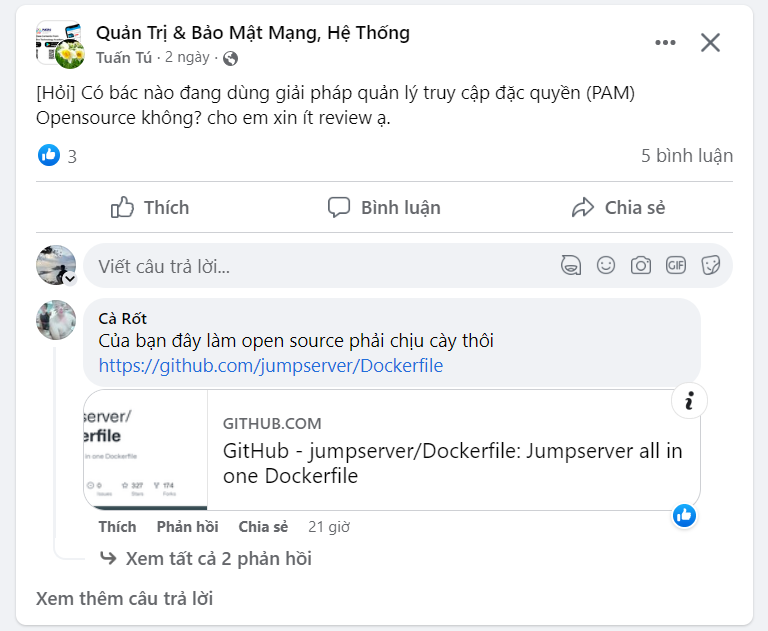 Quản Trị & Bảo Mật Mạng, Hệ Thống
Tuấn Tú · 2 ngày ·
[Hỏi] Có bác nào đang dùng giải pháp quản lý truy cập đặc quyền (PAM)
Opensource không? cho em xin ít review ạ.
3
5 bình luận
Thích
Bình luận
Chia sẻ
Viết câu trả lời...
GIF
Cà Rốt
Của bạn đây làm open source phải chịu cày thôi
https://github.com/jumpserver/Dockerfile
server/
erfile
in one Dockerfile
0
327
174
Issues
Stars
Forks
GITHUB.COM
GitHub - jumpserver/Dockerfile: Jumpserver all in
one Dockerfile
Thích Phản hồi Chia sẻ 21 giờ
Xem tất cả 2 phản hồi
Xem thêm câu trả lời